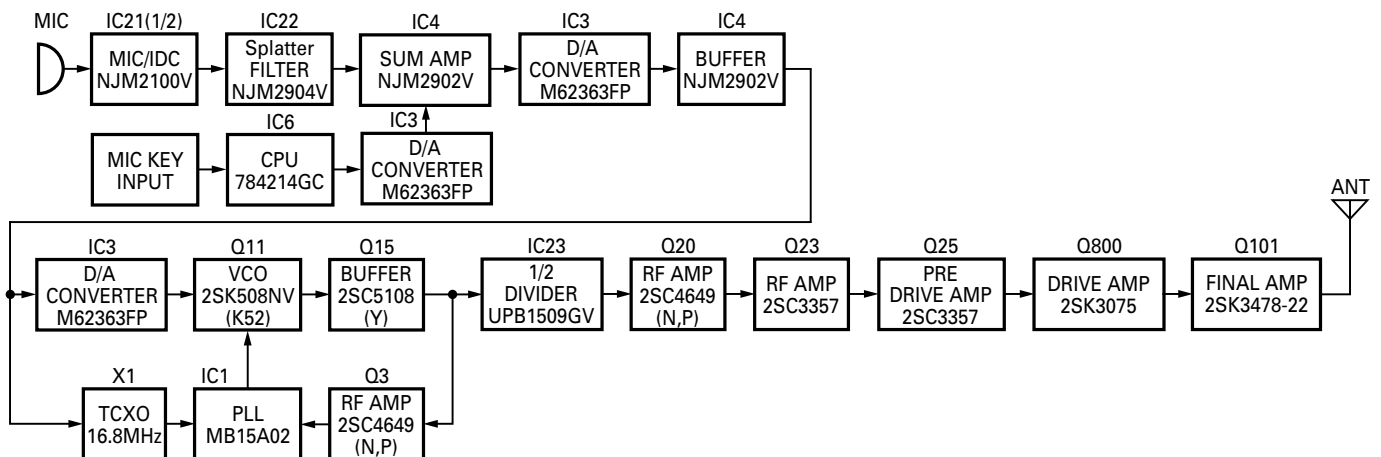 MIC
IC21(1/2)
MIC/IDC
NJM2100V
IC22
Splatter
FILTER
NJM2904V
IC4
SUM AMP
NJM2902V
IC3
D/A
CONVERTER
M62363FP
IC4
BUFFER
NJM2902V
MIC KEY
INPUT
IC6
CPU
784214GC
IC3
D/A
CONVERTER
M62363FP
ANT
IC3
D/A
CONVERTER
M62363FP
Q11
VCO
2SK508NV
(K52)
Q15
BUFFER
2SC5108
(Y)
IC23
1/2
DIVIDER
UPB1509GV
Q20
RF AMP
2SC4649
(N,P)
Q23
RF AMP
2SC3357
Q25
PRE
DRIVE AMP
2SC3357
Q800
DRIVE AMP
2SK3075
Q101
FINAL AMP
2SK3478-22
X1
TCXO
16.8MHz
IC1
PLL
MB15A02
Q3
RF AMP
2SC4649
(N,P)